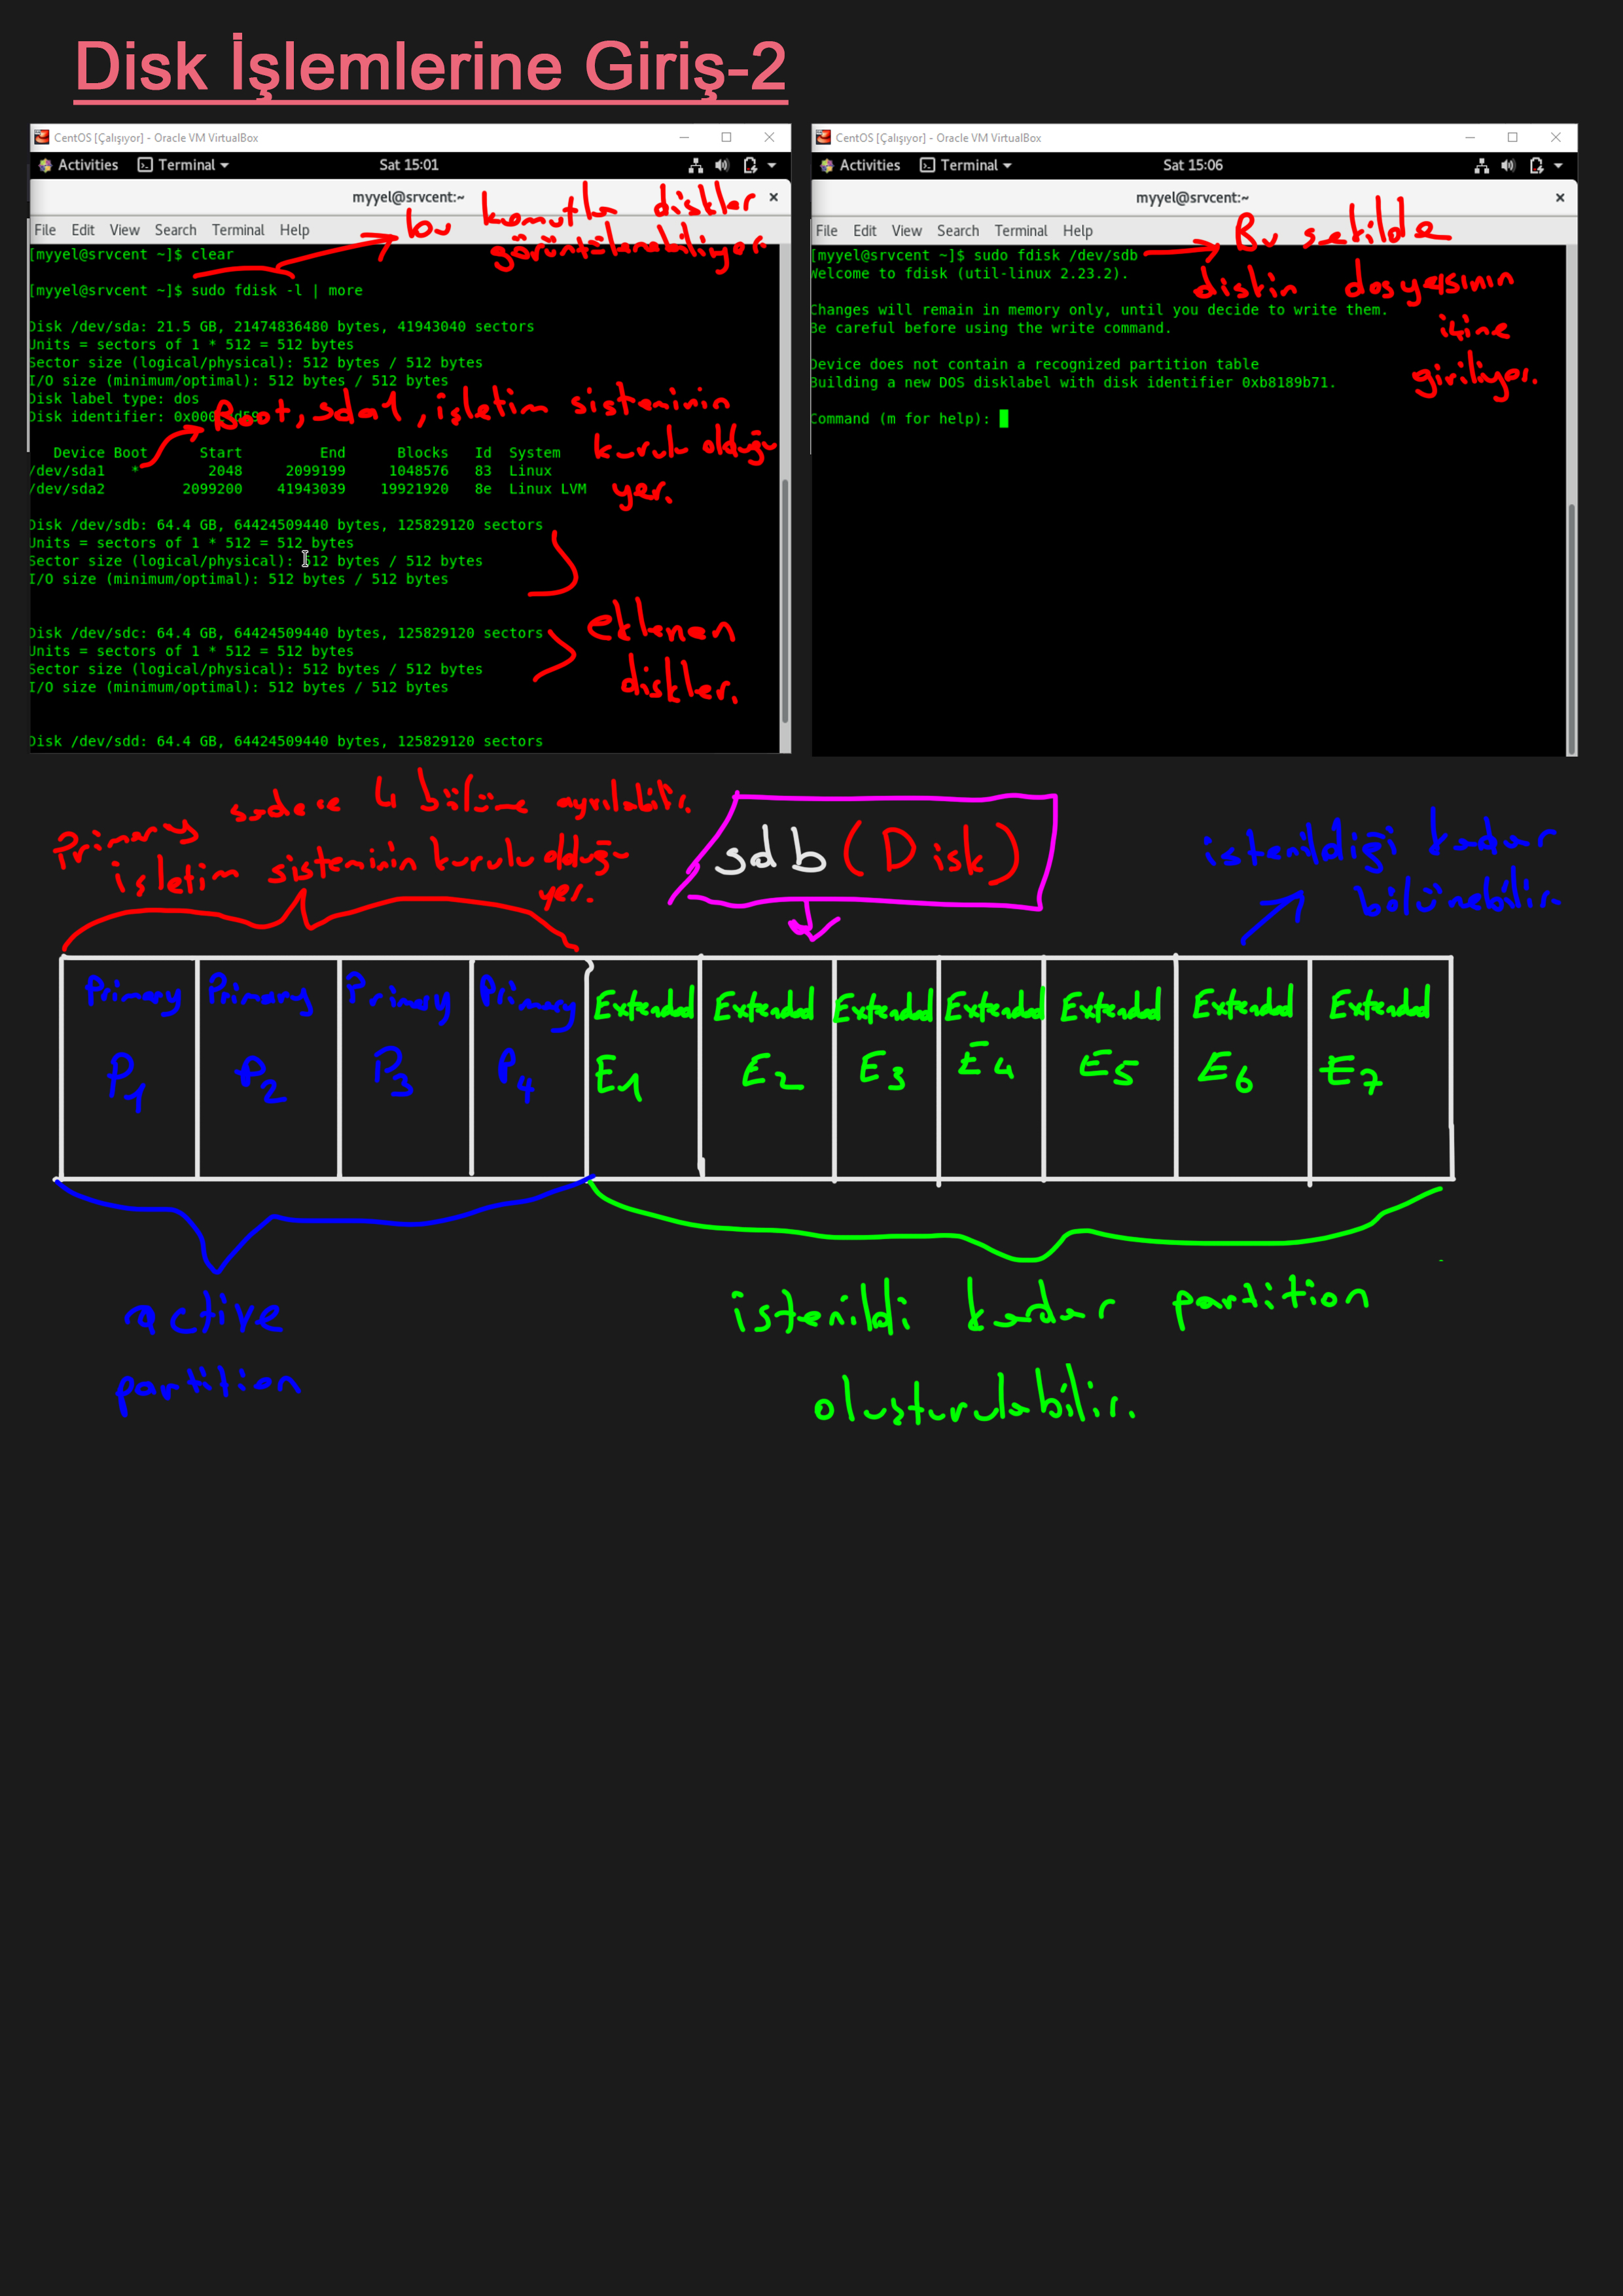 Disk İşlemlerine Giriş-2
CentOS [Çalışıyor] - Oracle VM VirtualBox
Activities Terminal Sat 15:01
myyel@srvcent:~
File Edit View Search Terminal Help
bu komutla diskler
görüntülenebiliyor.
[myyel@srvcent ~]$ clear
[myyel@srvcent ~]$ sudo fdisk -l | more
Disk /dev/sda: 21.5 GB, 21474836480 bytes, 41943040 sectors
Units = sectors of 1 * 512 = 512 bytes
Sector size (logical/physical): 512 bytes / 512 bytes
I/O size (minimum/optimal): 512 bytes / 512 bytes
Disk label type: dos
Disk identifier:
Boot, sda1, işletim sisteminin
kurulu olduğu
yer.
Device Boot Start End Blocks Id System
/dev/sda1 * 2048 2099199 1048576 83 Linux
/dev/sda2 2099200 41943039 19921920 8e Linux LVM
Disk /dev/sdb: 64.4 GB, 64424509440 bytes, 125829120 sectors
Units = sectors of 1 * 512 = 512 bytes
Sector size (logical/physical): 512 bytes / 512 bytes
I/O size (minimum/optimal): 512 bytes / 512 bytes
Disk /dev/sdc: 64.4 GB, 64424509440 bytes, 125829120 sectors
Units = sectors of 1 * 512 = 512 bytes
Sector size (logical/physical): 512 bytes / 512 bytes
I/O size (minimum/optimal): 512 bytes / 512 bytes
eklenen
diskler.
Disk /dev/sdd: 64.4 GB, 64424509440 bytes, 125829120 sectors
CentOS [Çalışıyor] - Oracle VM VirtualBox
Activities Terminal Sat 15:06
myyel@srvcent:~
File Edit View Search Terminal Help
[myyel@srvcent ~]$ sudo fdisk /dev/sdb
Bu şekilde
diskin dosyasının
içine
giriliyor.
Welcome to fdisk (util-linux 2.23.2).
Changes will remain in memory only, until you decide to write them.
Be careful before using the write command.
Device does not contain a recognized partition table
Building a new DOS disklabel with disk identifier 0xb8189b71.
Command (m for help):
Primary sadece 4 bölüme ayrılabilir.
işletim sisteminin kurulu olduğu
yer.
sdb (Disk)
istenildiği kadar
bölünebilir.
Primary Primary Primary Primary Extended Extended Extended Extended Extended Extended Extended
P1 P2 P3 P4 E1 E2 E3 E4 E5 E6 E7
active
partition
istenildi kadar partition
oluşturulabilir.